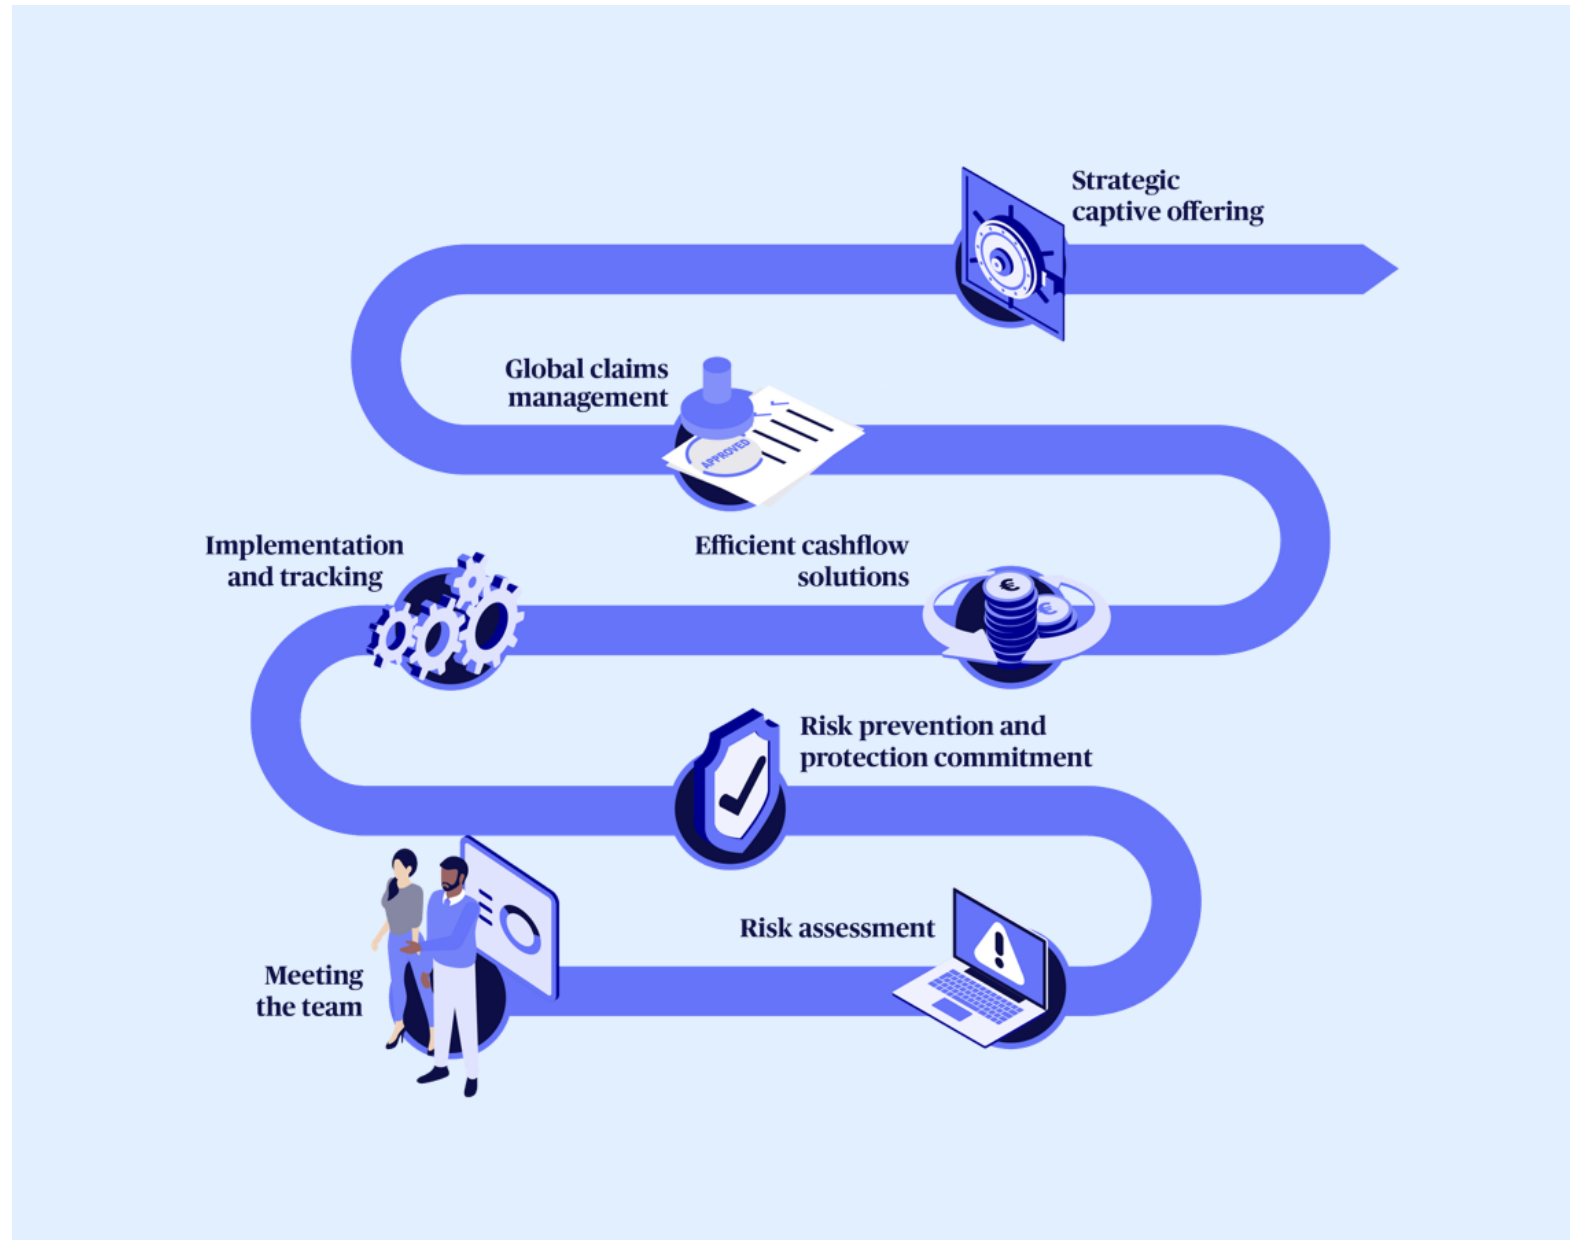 Strategic
captive offering
Global claims
management
APPROVED
Implementation
and tracking
Efficient cashflow
solutions
€
€
Risk prevention and
protection commitment
Risk assessment
!
Meeting
the team